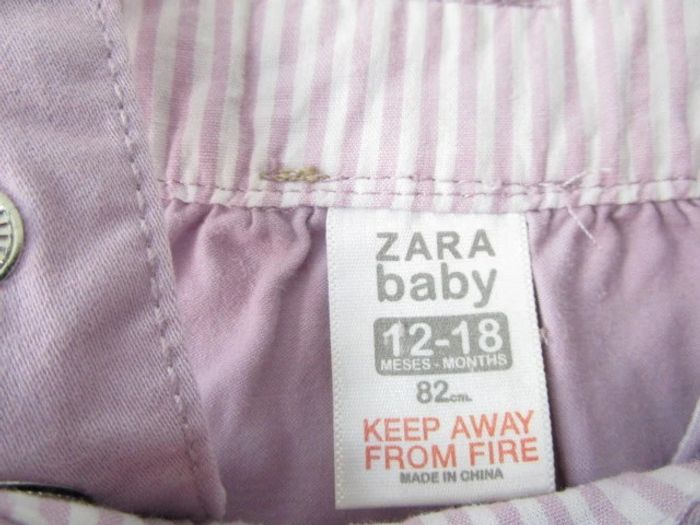 ZARA
baby
12-18
MESES - MONTHS
82cm.
KEEP AWAY
FROM FIRE
MADE IN CHINA